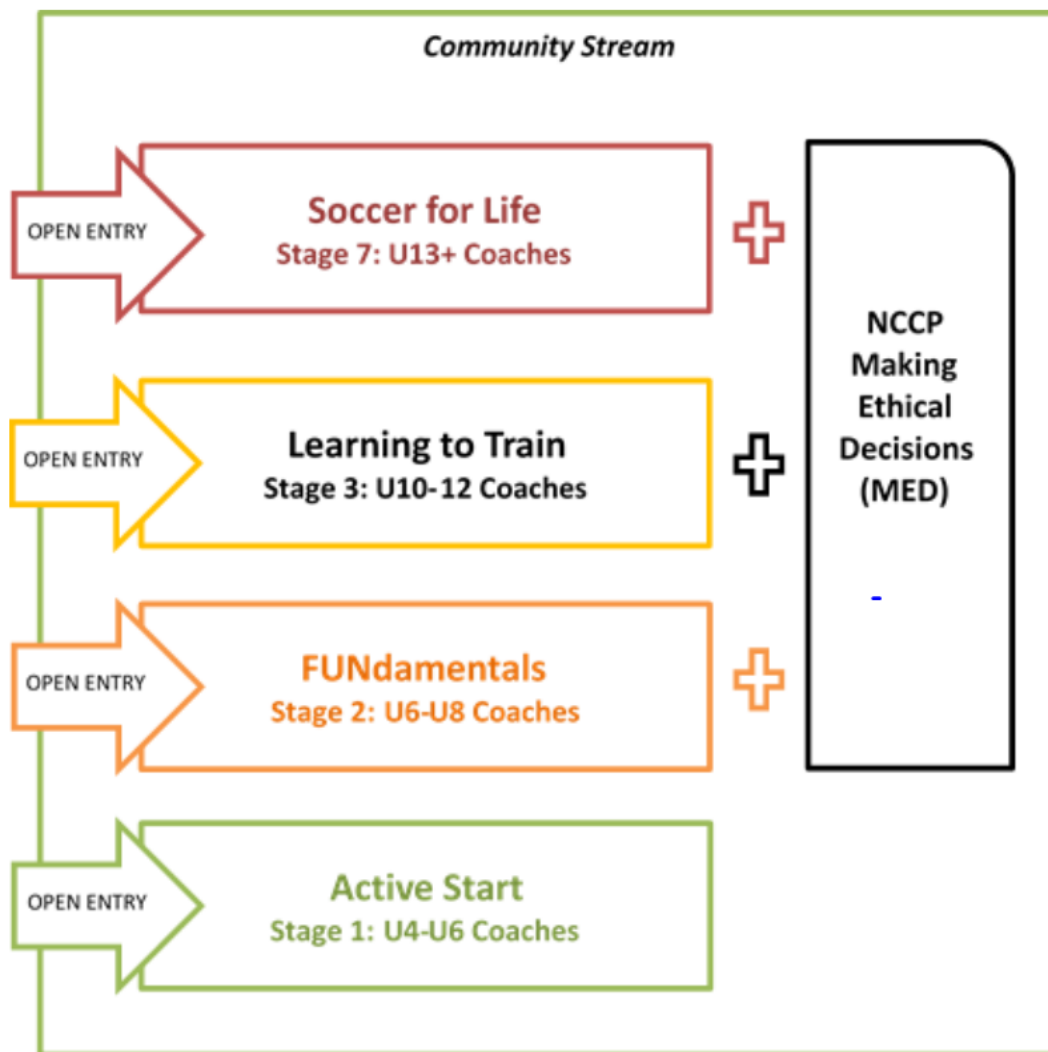 Community Stream
OPEN ENTRY
Soccer for Life
Stage 7: U13+ Coaches
NCCP
Making
Ethical
Decisions
(MED)
-
OPEN ENTRY
Learning to Train
Stage 3: U10-12 Coaches
OPEN ENTRY
FUNdamentals
Stage 2: U6-U8 Coaches
OPEN ENTRY
Active Start
Stage 1: U4-U6 Coaches